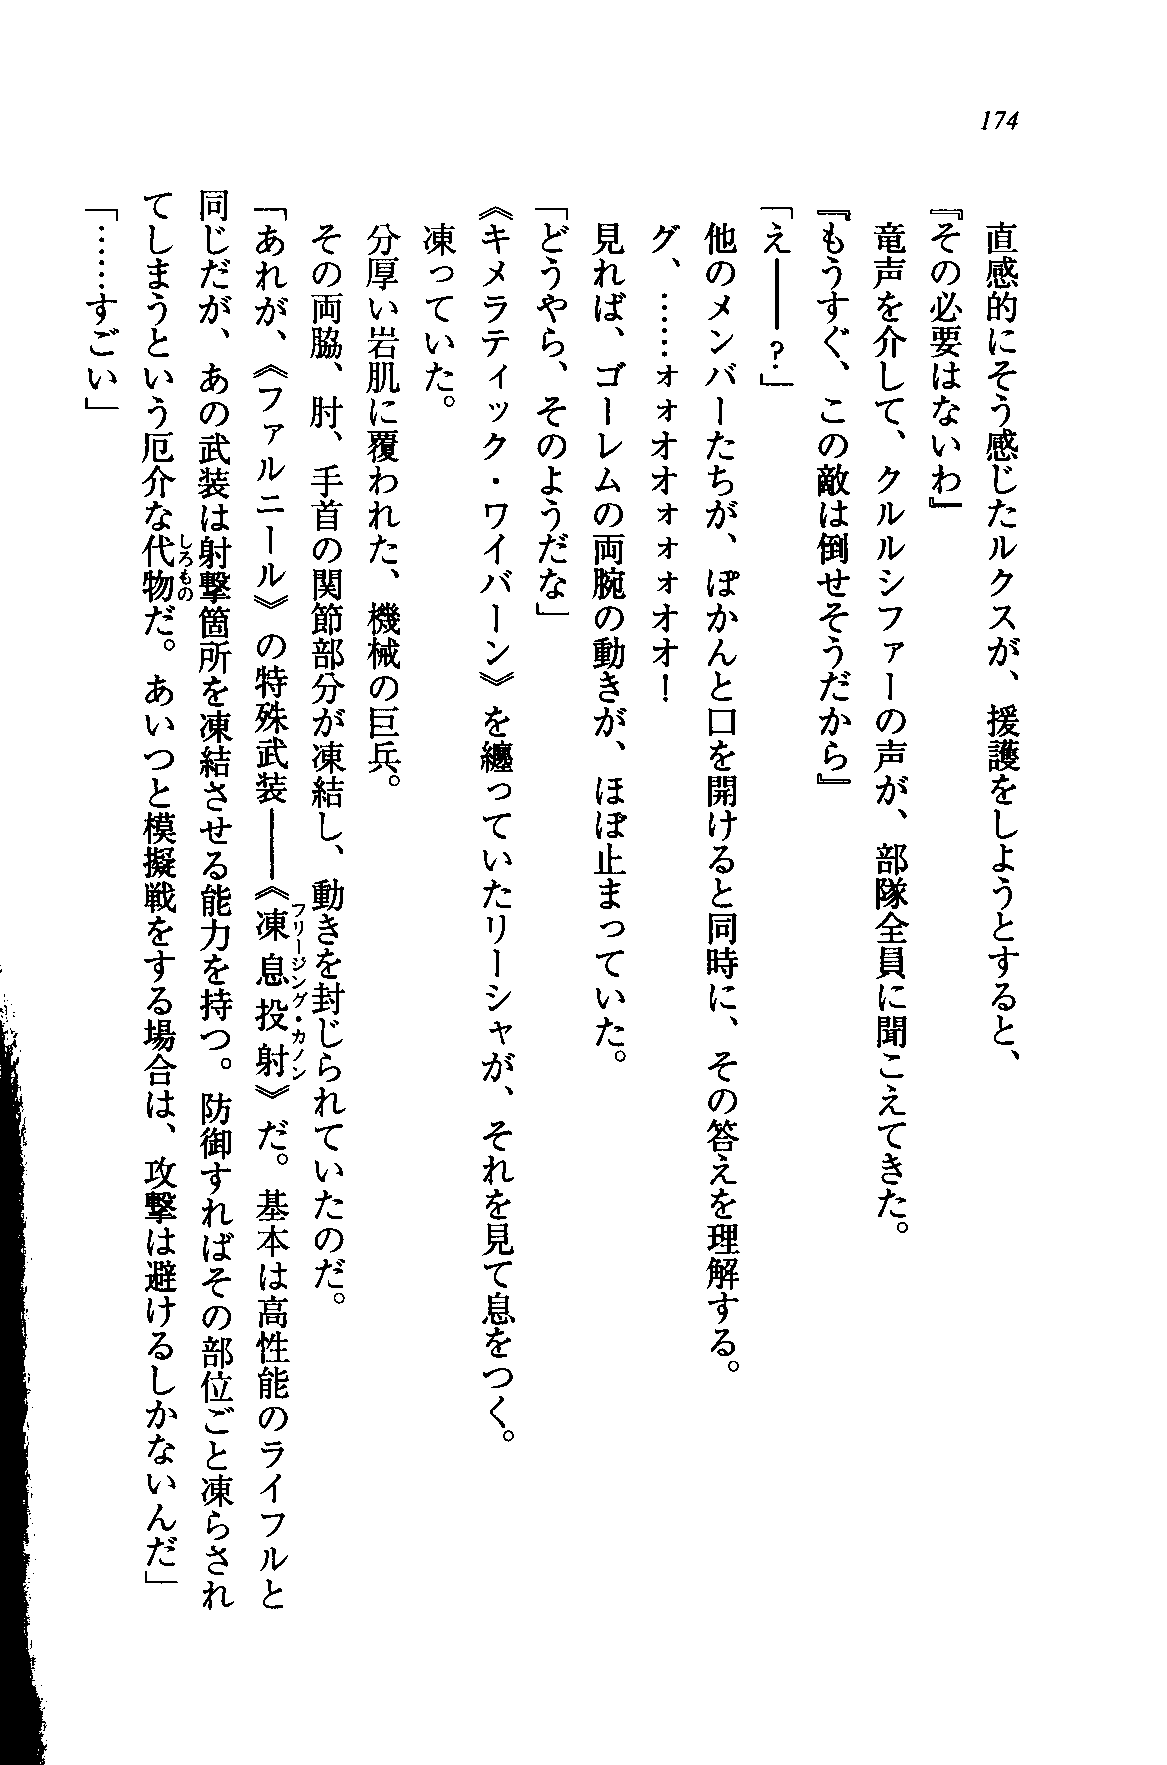 174
直感的にそう感じたルクスが、援護をしようとすると、
『その必要はないわ』
竜声を介して、クルルシファーの声が、部隊全員に聞こえてきた。
『もうすぐ、この敵は倒せそうだから』
「え――？」
他のメンバーたちが、ぽかんと口を開けると同時に、その答えを理解する。
グ、……ォォオオォォォオオ！
見れば、ゴーレムの両腕の動きが、ほぼ止まっていた。
「どうやら、そのようだな」
《キメラティック・ワイバーン》を纏っていたリーシャが、それを見て息をつく。
凍っていた。
分厚い岩肌に覆われた、機械の巨兵。
その両脇、肘、手首の関節部分が凍結し、動きを封じられていたのだ。
「あれが、《ファルニール》の特殊武装――《凍息投射》だ。基本は高性能のライフルと
フリージング・カノン
同じだが、あの武装は射撃箇所を凍結させる能力を持つ。防御すればその部位ごと凍らされ
てしまうという厄介な代物だ。あいつと模擬戦をする場合は、攻撃は避けるしかないんだ」
しろもの
「……すごい」